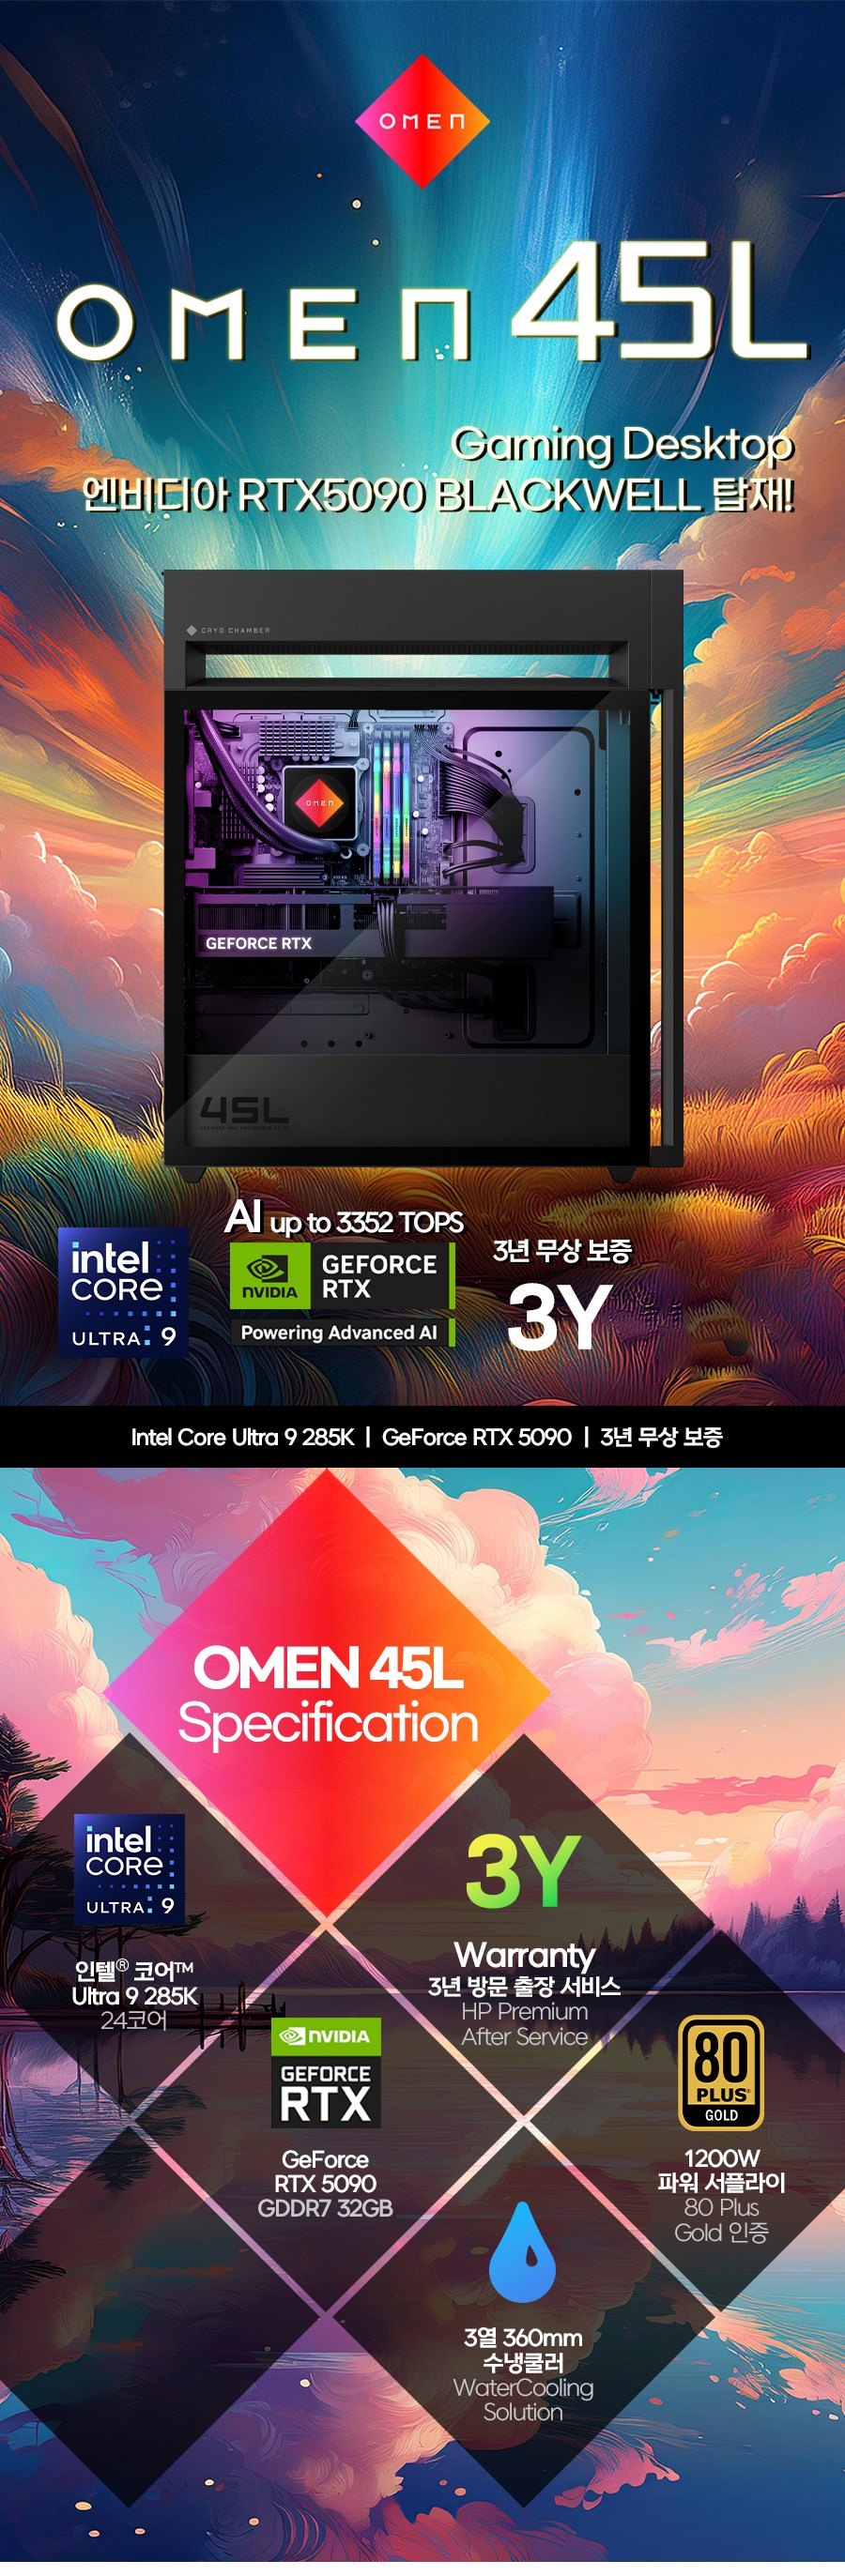 OMEN
OMEN 45L
Gaming Desktop
엔비디아 RTX5090 BLACKWELL 탑재!
CRYO CHAMBER
OMEN
GEFORCE RTX
45L
AI up to 3352 TOPS
intel
CORE
ULTRA 9
NVIDIA
GEFORCE
RTX
Powering Advanced AI
3년 무상 보증
3Y
Intel Core Ultra 9 285K | GeForce RTX 5090 | 3년 무상 보증
OMEN 45L
Specification
intel
CORE
ULTRA 9
인텔® 코어™
Ultra 9 285K
24코어
3Y
Warranty
3년 방문 출장 서비스
HP Premium
After Service
NVIDIA
GEFORCE
RTX
GeForce
RTX 5090
GDDR7 32GB
80
PLUS
GOLD
1200W
파워 서플라이
80 Plus
Gold 인증
3열 360mm
수냉쿨러
WaterCooling
Solution